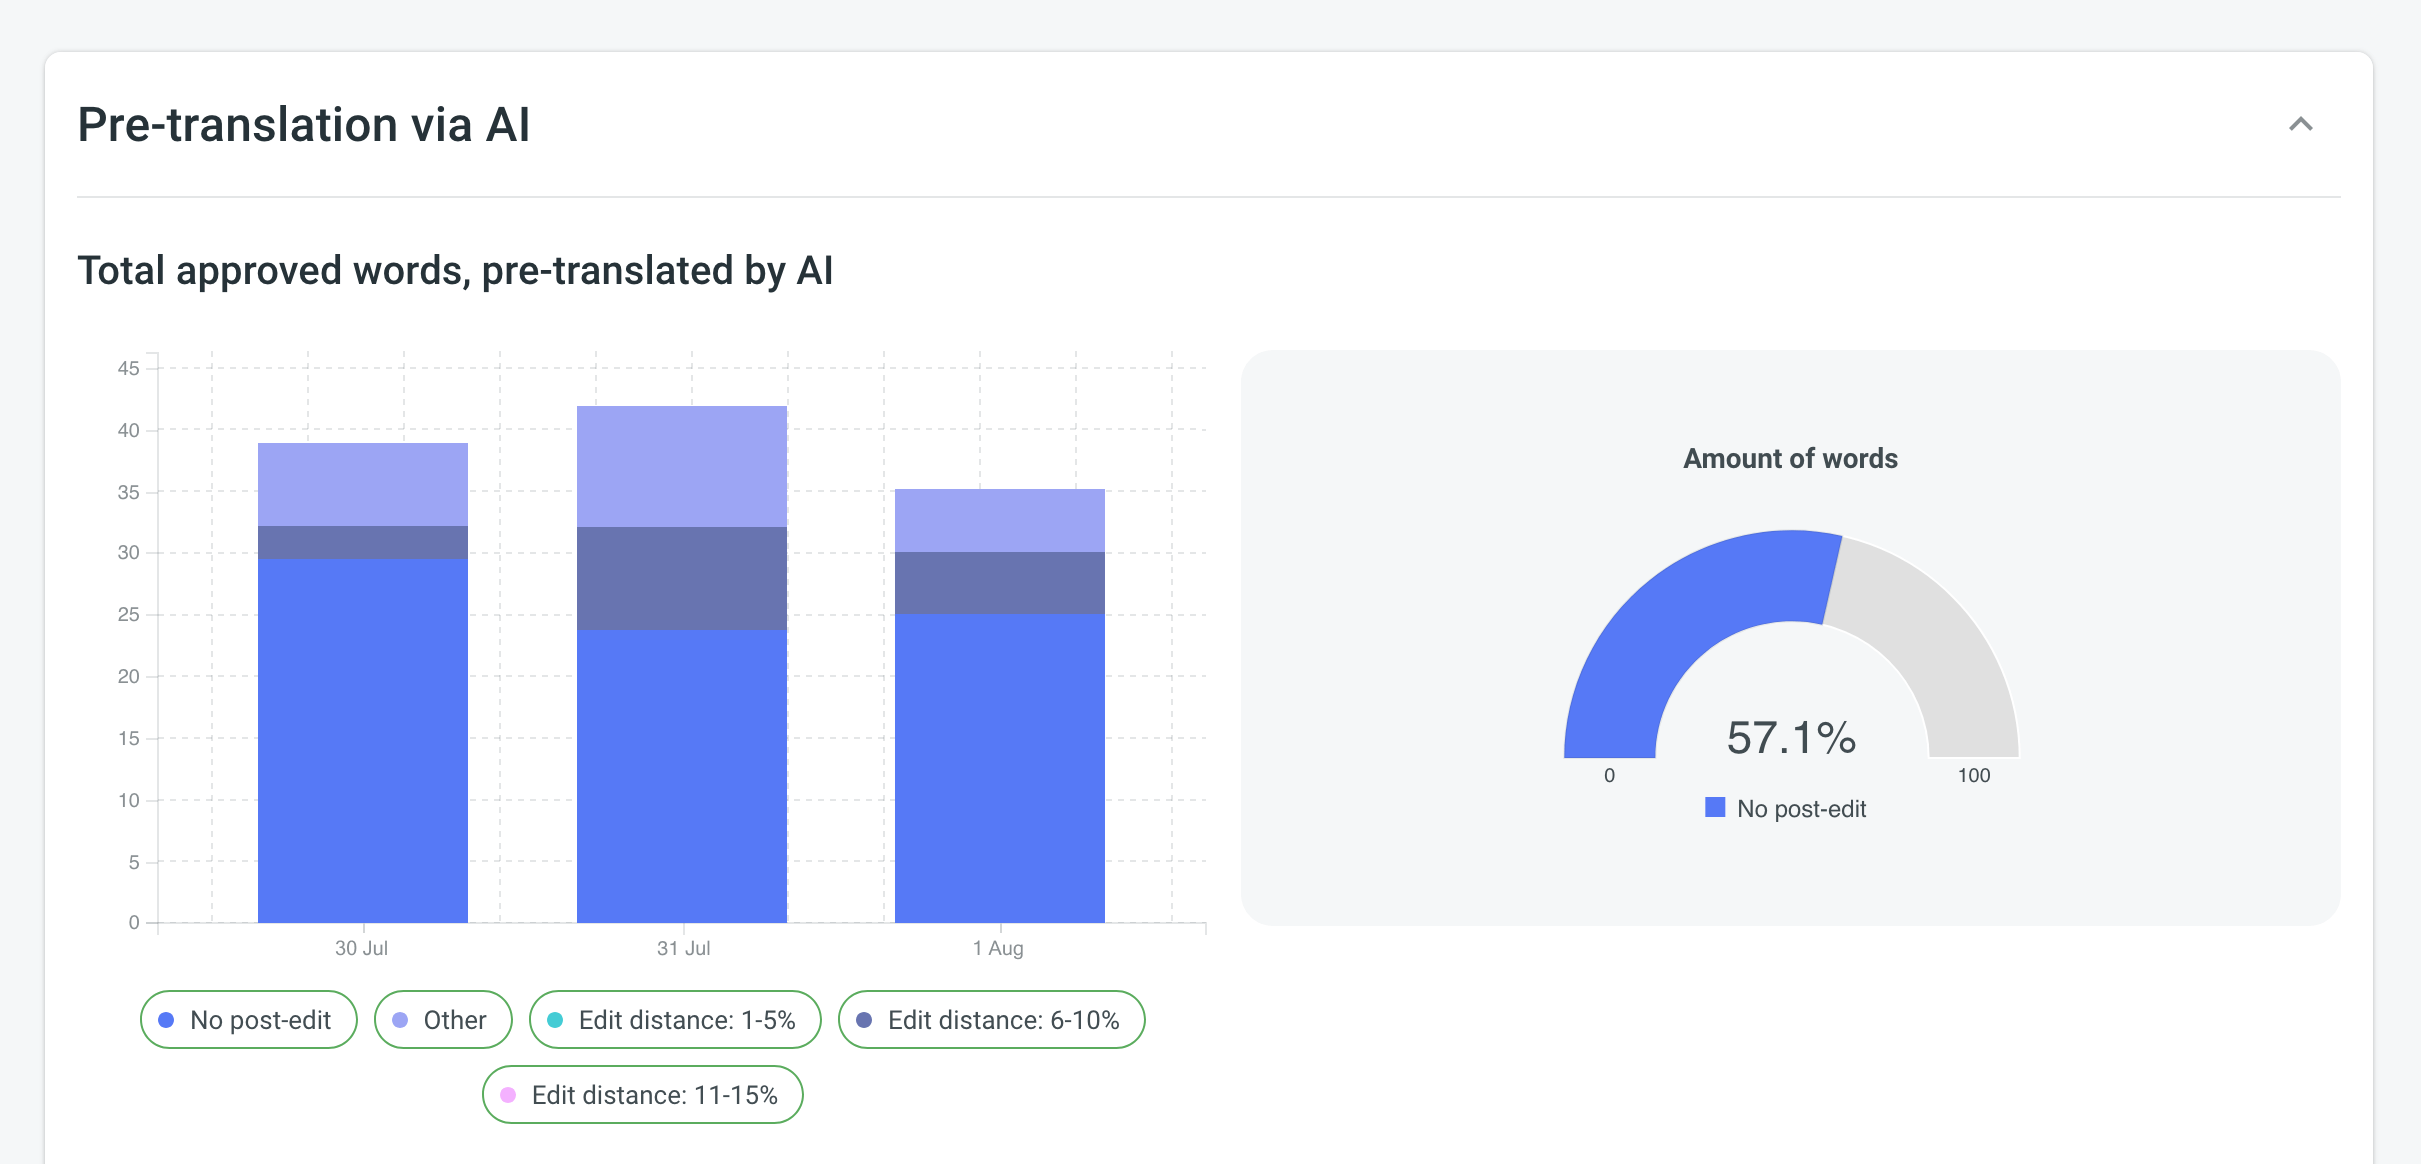 Pre-translation via AI
Total approved words, pre-translated by AI
45
40
35
30
25
20
15
10
5
0
30 Jul
31 Jul
1 Aug
No post-edit
Other
Edit distance: 1-5%
Edit distance: 6-10%
Edit distance: 11-15%
Amount of words
57.1%
0
100
No post-edit